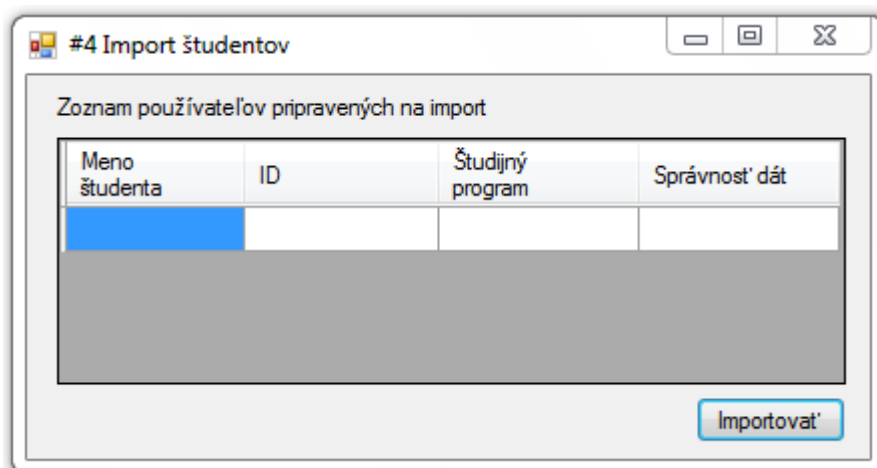 #4 Import študentov
Zoznam používateľov pripravených na import
Meno
študenta
ID
Študijný
program
Správnosť dát
Importovať